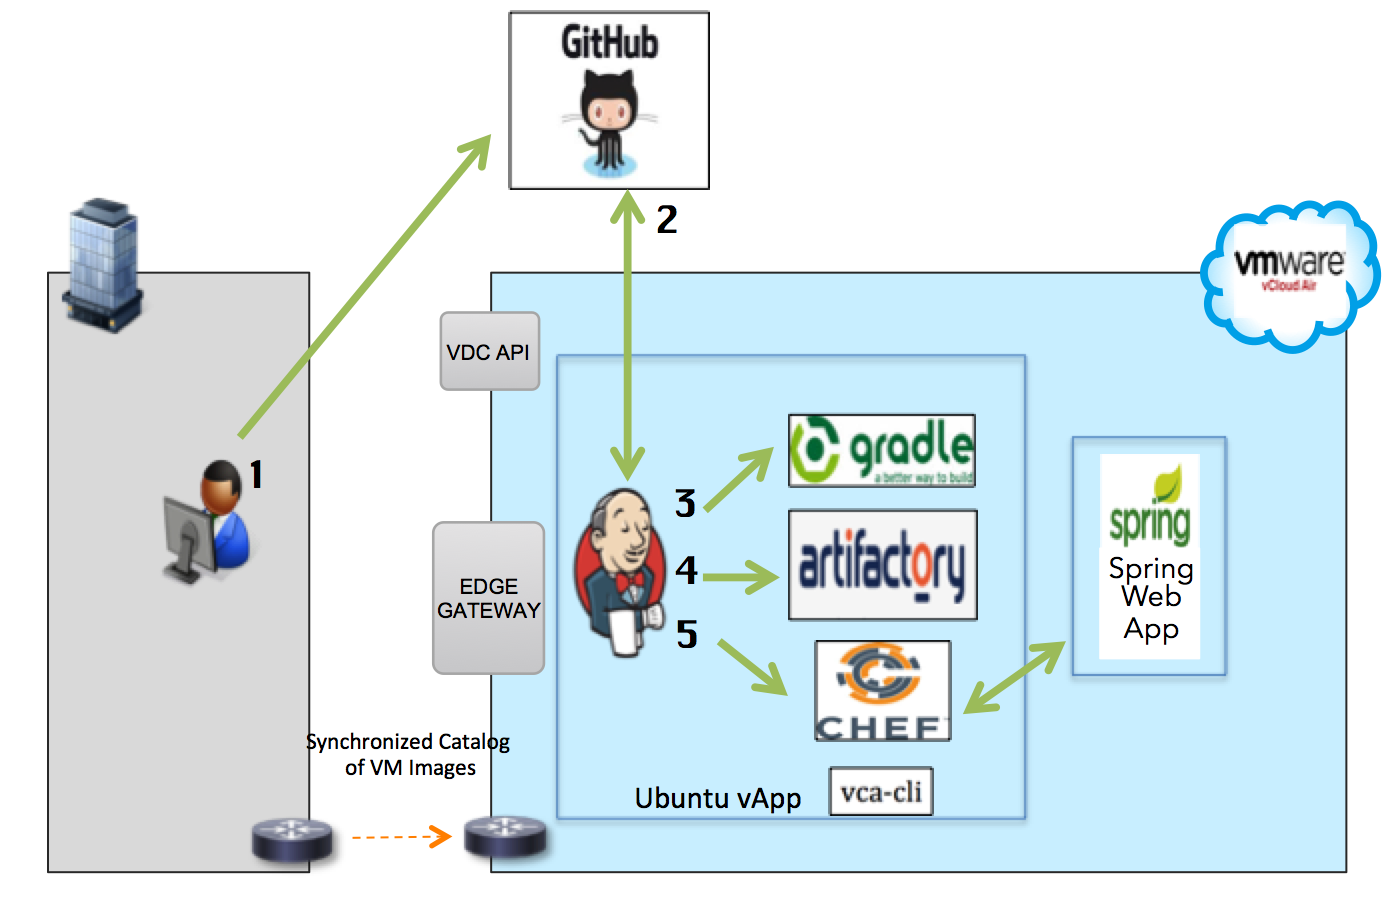 GitHub
2
vmware
vCloud Air
VDC API
gradle
a better way to build
1
3
spring
artifactory
4
Spring
Web
App
EDGE
GATEWAY
5
CHEF
Synchronized Catalog
of VM Images
Ubuntu vApp
vca-cli